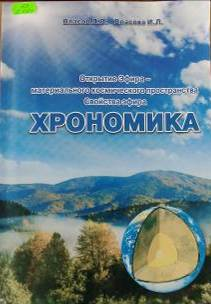 Власов
Власова И.Л.
Открытие Эфира –
материального космического пространства
Свойства эфира
ХРОНОМИКА